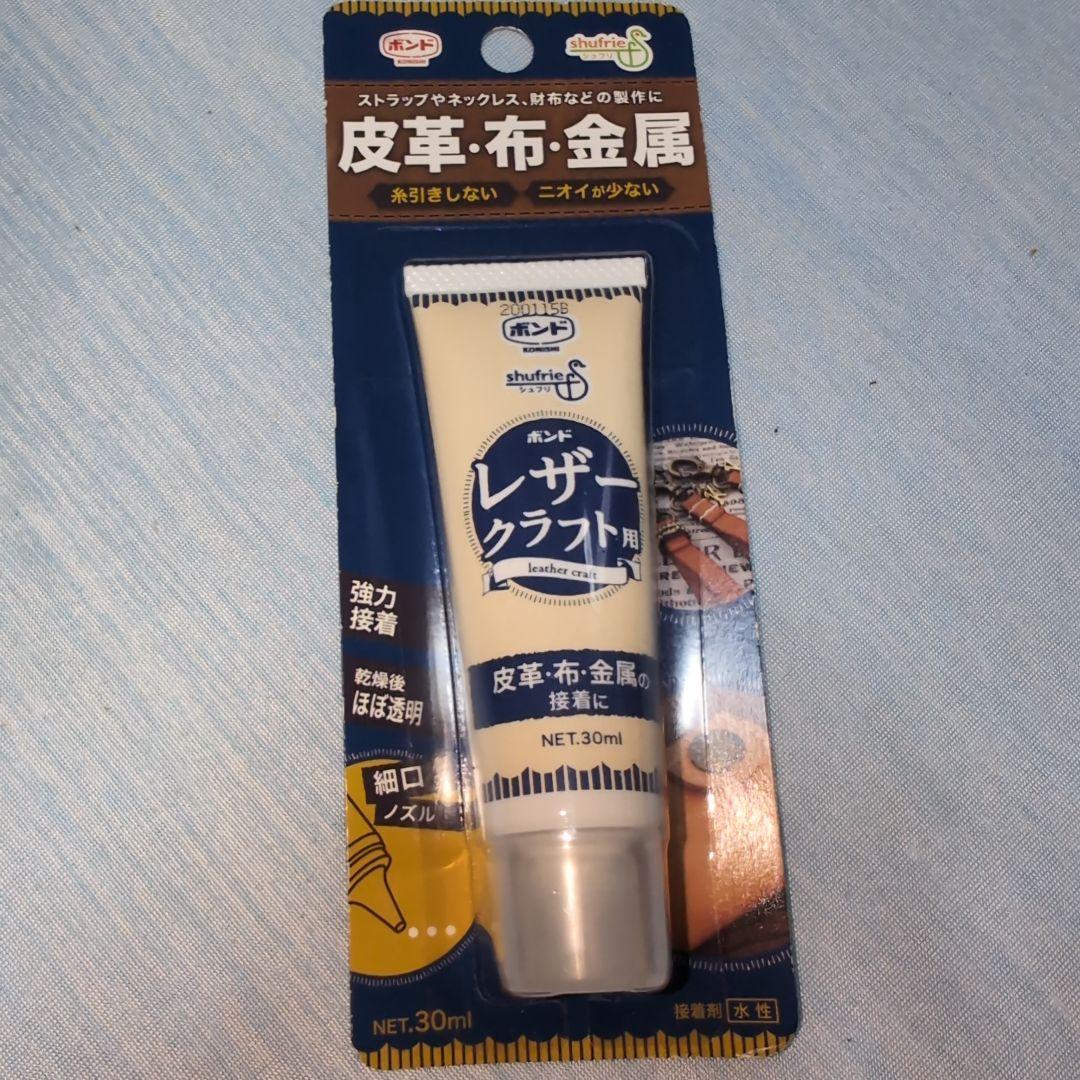 ボンド
KONISHI
shufrie
シュフリ
ストラップやネックレス、財布などの製作に
皮革・布・金属
糸引きしない
ニオイが少ない
200115B
ボンド
KONISHI
shufrie
シュフリ
ボンド
レザー
クラフト用
leather craft
強力
接着
乾燥後
ほぼ透明
皮革・布・金属の
接着に
NET.30ml
細口
ノズル
NET.30ml
接着剤 水性